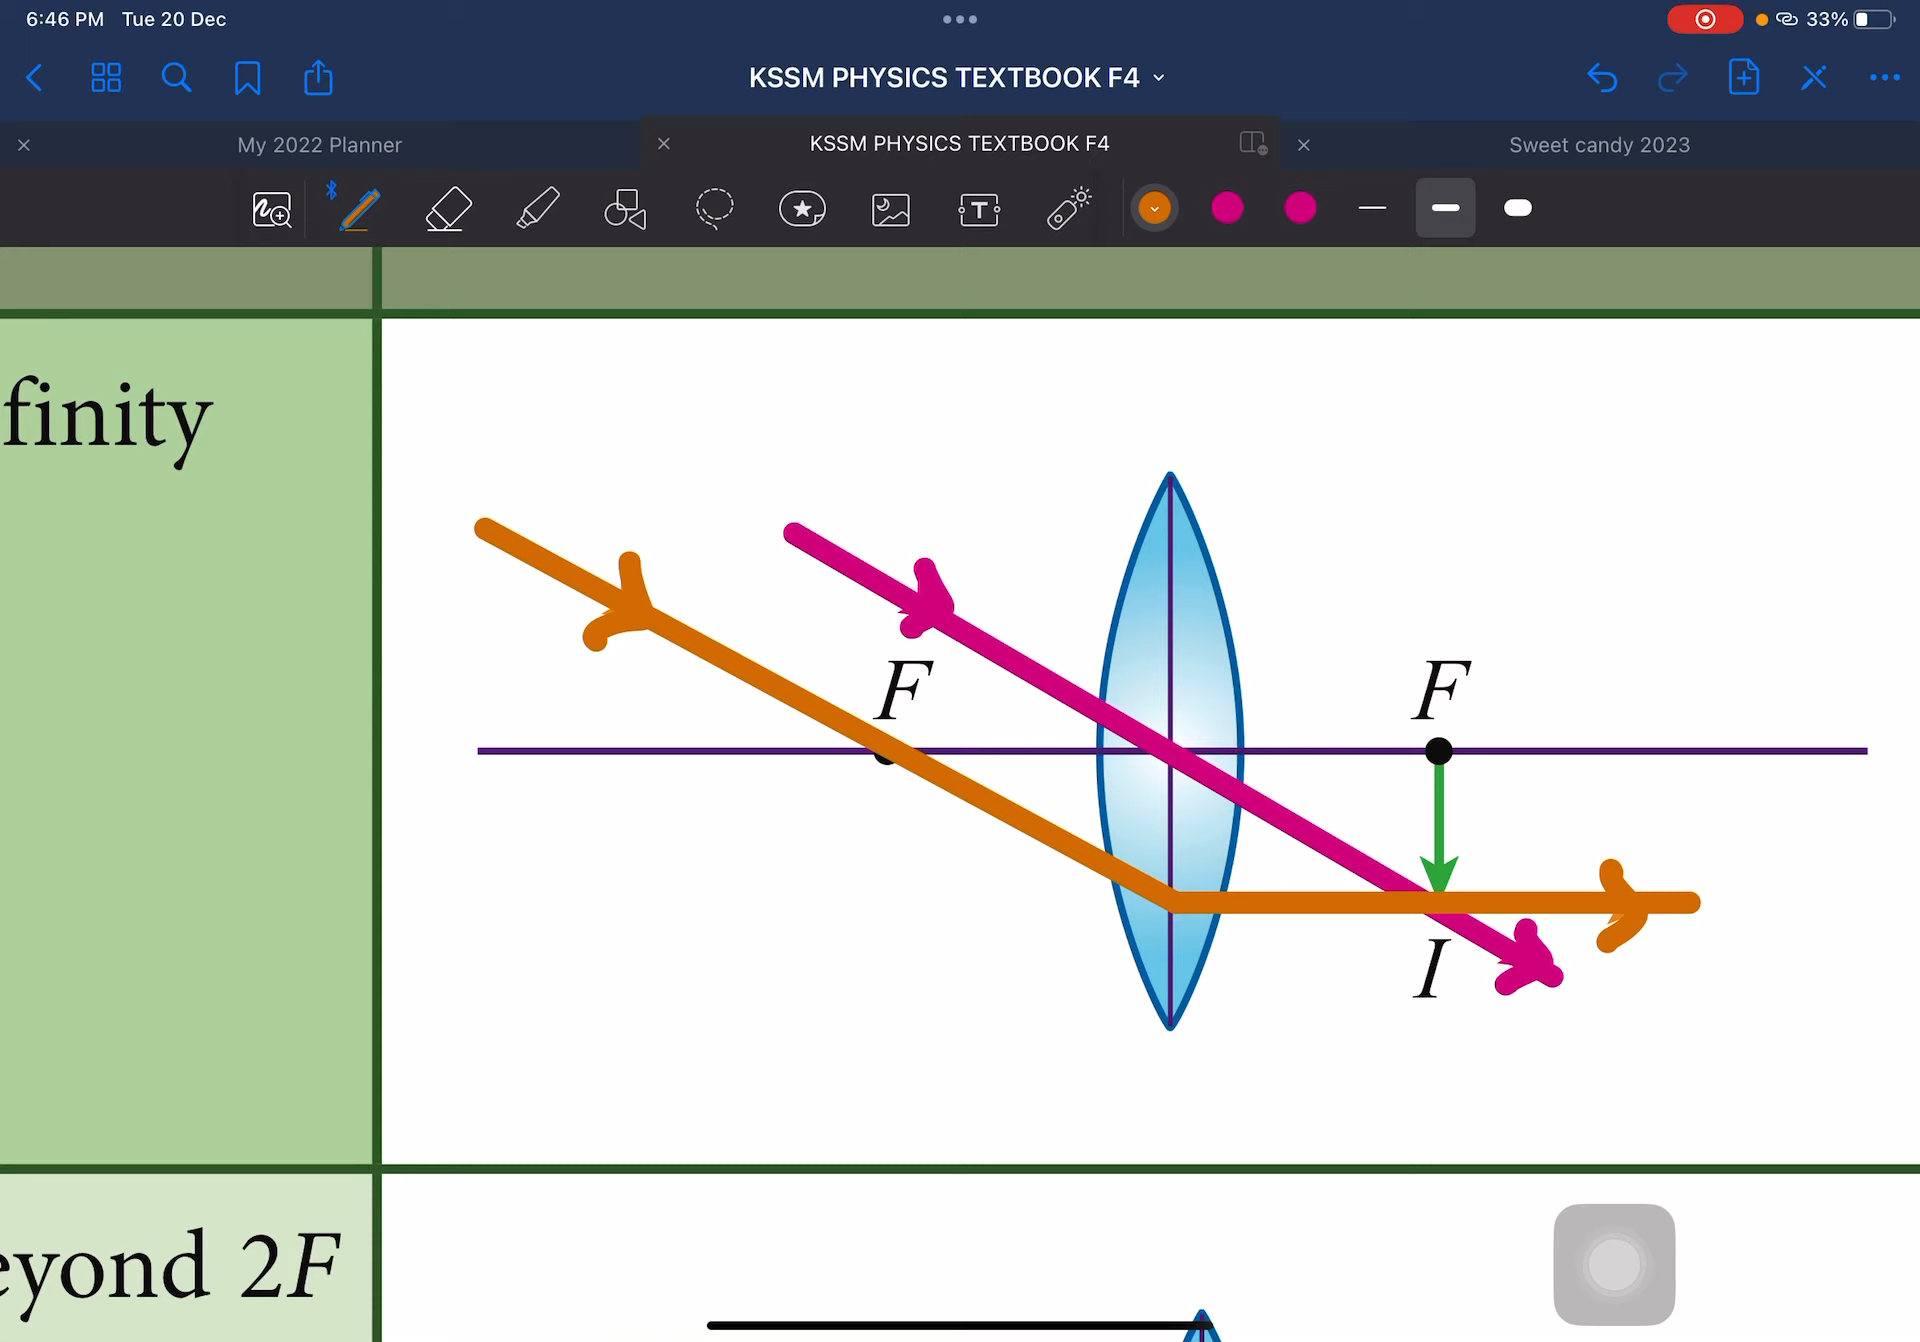 6:46 PM Tue 20 Dec
33%
KSSM PHYSICS TEXTBOOK F4
My 2022 Planner
KSSM PHYSICS TEXTBOOK F4
Sweet candy 2023
T
finity
F
F
I
eyond 2F